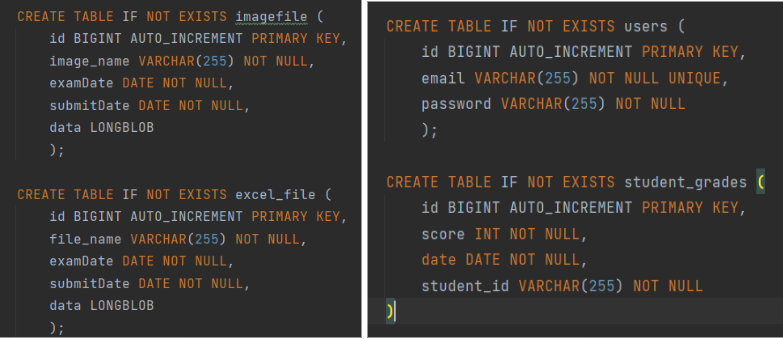 CREATE TABLE IF NOT EXISTS imagefile (
id BIGINT AUTO_INCREMENT PRIMARY KEY,
image_name VARCHAR(255) NOT NULL,
examDate DATE NOT NULL,
submitDate DATE NOT NULL,
data LONGBLOB
);
CREATE TABLE IF NOT EXISTS excel_file (
id BIGINT AUTO_INCREMENT PRIMARY KEY,
file_name VARCHAR(255) NOT NULL,
examDate DATE NOT NULL,
submitDate DATE NOT NULL,
data LONGBLOB
);
CREATE TABLE IF NOT EXISTS users (
id BIGINT AUTO_INCREMENT PRIMARY KEY,
email VARCHAR(255) NOT NULL UNIQUE,
password VARCHAR(255) NOT NULL
);
CREATE TABLE IF NOT EXISTS student_grades (
id BIGINT AUTO_INCREMENT PRIMARY KEY,
score INT NOT NULL,
date DATE NOT NULL,
student_id VARCHAR(255) NOT NULL
)